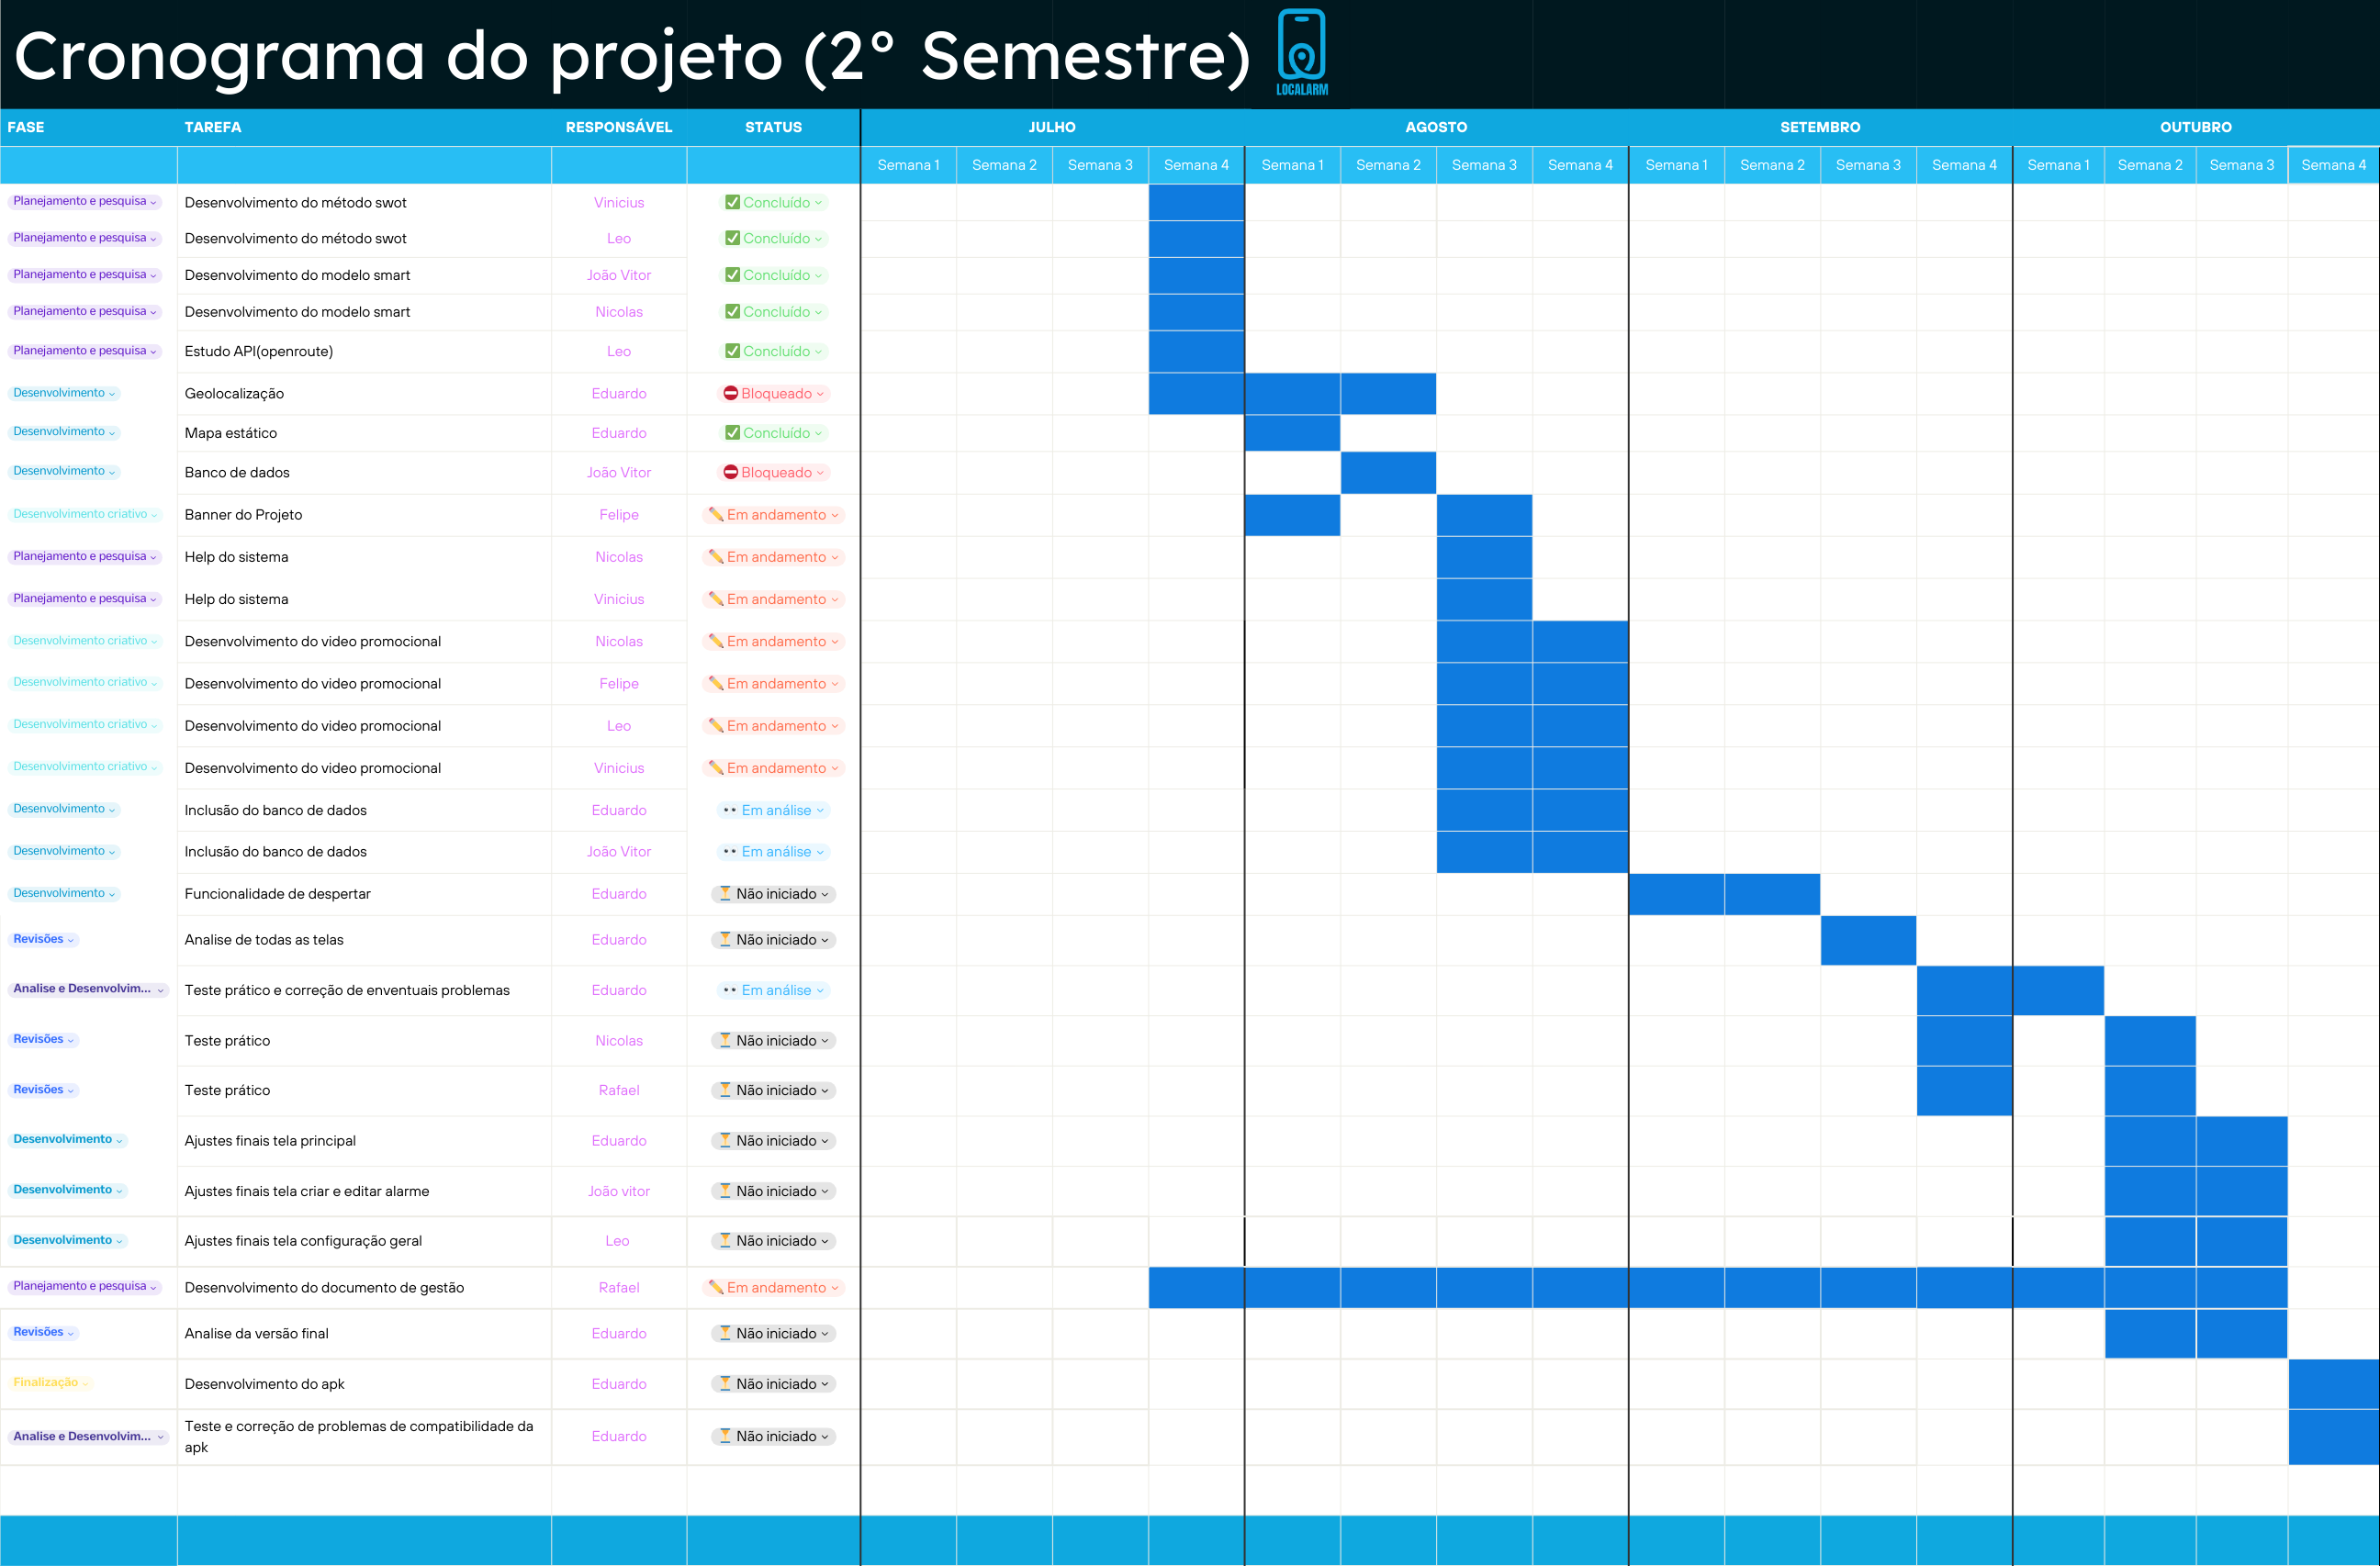 Cronograma do projeto (2° Semestre)
LOCALARM
FASE TAREFA RESPONSÁVEL STATUS JULHO AGOSTO SETEMBRO OUTUBRO
Semana 1 Semana 2 Semana 3 Semana 4 Semana 1 Semana 2 Semana 3 Semana 4 Semana 1 Semana 2 Semana 3 Semana 4 Semana 1 Semana 2 Semana 3 Semana 4
Planejamento e pesquisa Desenvolvimento do método swot Vinicius Concluído
Planejamento e pesquisa Desenvolvimento do método swot Leo Concluído
Planejamento e pesquisa Desenvolvimento do modelo smart João Vitor Concluído
Planejamento e pesquisa Desenvolvimento do modelo smart Nicolas Concluído
Planejamento e pesquisa Estudo API(openroute) Leo Concluído
Desenvolvimento Geolocalização Eduardo Bloqueado
Desenvolvimento Mapa estático Eduardo Concluído
Desenvolvimento Banco de dados João Vitor Bloqueado
Desenvolvimento criativo Banner do Projeto Felipe Em andamento
Planejamento e pesquisa Help do sistema Nicolas Em andamento
Planejamento e pesquisa Help do sistema Vinicius Em andamento
Desenvolvimento criativo Desenvolvimento do video promocional Nicolas Em andamento
Desenvolvimento criativo Desenvolvimento do video promocional Felipe Em andamento
Desenvolvimento criativo Desenvolvimento do video promocional Leo Em andamento
Desenvolvimento criativo Desenvolvimento do video promocional Vinicius Em andamento
Desenvolvimento Inclusão do banco de dados Eduardo Em análise
Desenvolvimento Inclusão do banco de dados João Vitor Em análise
Desenvolvimento Funcionalidade de despertar Eduardo Não iniciado
Revisões Analise de todas as telas Eduardo Não iniciado
Analise e Desenvolvim... Teste prático e correção de enventuais problemas Eduardo Em análise
Revisões Teste prático Nicolas Não iniciado
Revisões Teste prático Rafael Não iniciado
Desenvolvimento Ajustes finais tela principal Eduardo Não iniciado
Desenvolvimento Ajustes finais tela criar e editar alarme João vitor Não iniciado
Desenvolvimento Ajustes finais tela configuração geral Leo Não iniciado
Planejamento e pesquisa Desenvolvimento do documento de gestão Rafael Em andamento
Revisões Analise da versão final Eduardo Não iniciado
Finalização Desenvolvimento do apk Eduardo Não iniciado
Analise e Desenvolvim... Teste e correção de problemas de compatibilidade da
apk Eduardo Não iniciado